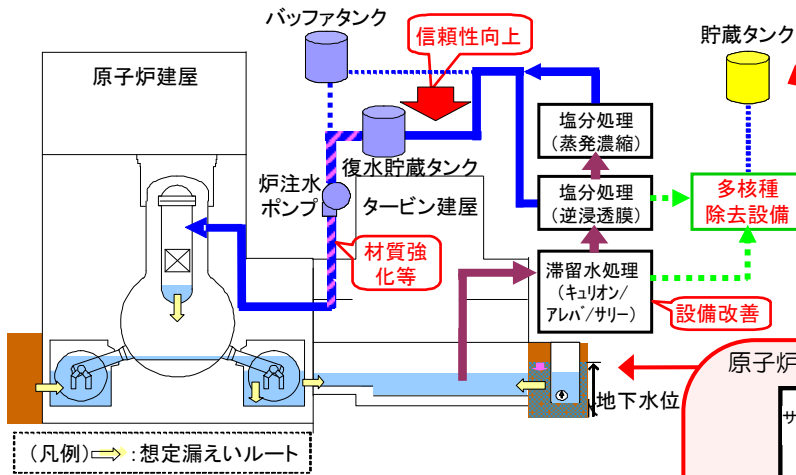 バッファタンク
信頼性向上
貯蔵タンク
原子炉建屋
塩分処理
(蒸発濃縮)
復水貯蔵タンク
炉注水
ポンプ
タービン建屋
塩分処理
(逆浸透膜)
多核種
除去設備
材質強
化等
滞留水処理
(キュリオン/
アレバ/サリー)
設備改善
原子炉
地下水位
サ
(凡例) :想定漏えいルート